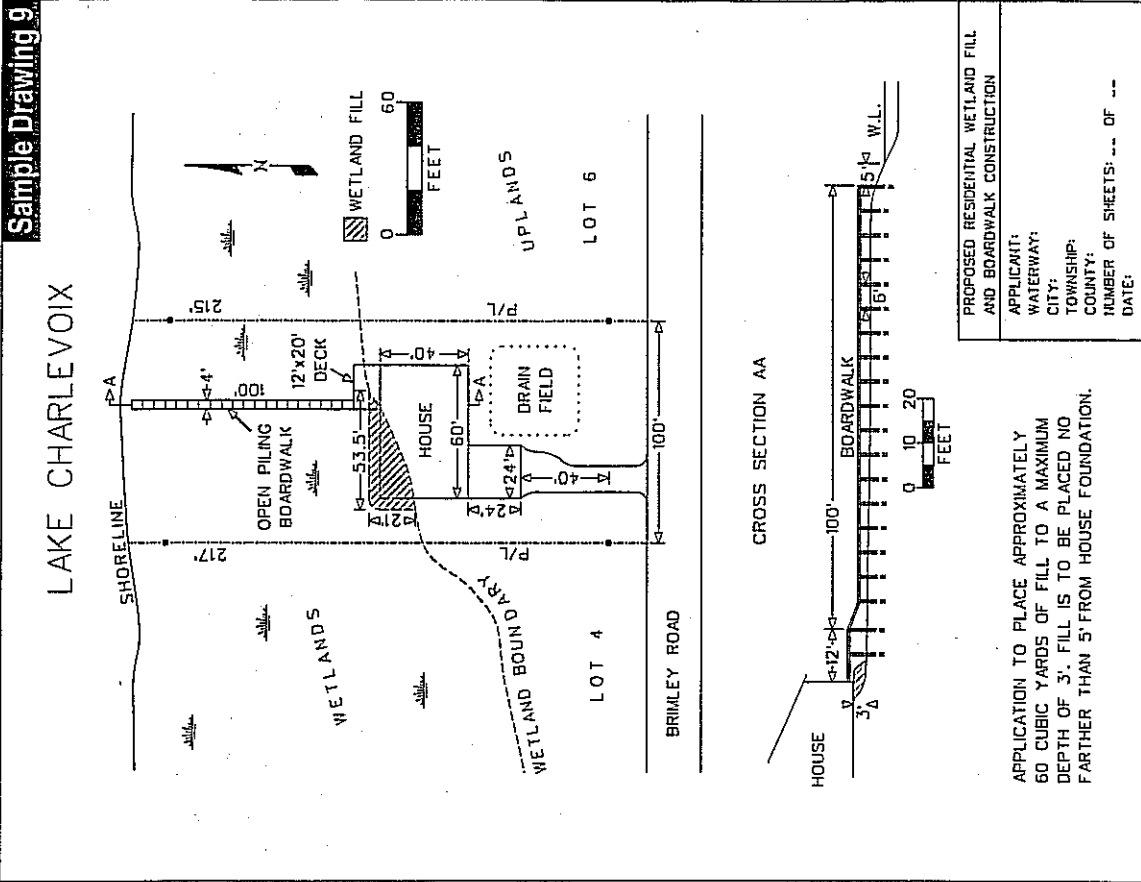 Sample Drawing 9
LAKE CHARLEVOIX
SHORELINE
A
4'
100'
OPEN PILING
BOARDWALK
217'
215'
N
WETLAND FILL
0 60
FEET
12'x20'
DECK
53.5'
21'
40'
HOUSE
60'
A
24'
24'
40'
DRAIN
FIELD
P/L
P/L
100'
WETLANDS
WETLAND BOUNDARY
UPLANDS
LOT 4
LOT 6
BRIMLEY ROAD
CROSS SECTION AA
HOUSE
12'
100'
BOARDWALK
6'
5'
W.L.
3'
0 10 20
FEET
APPLICATION TO PLACE APPROXIMATELY
60 CUBIC YARDS OF FILL TO A MAXIMUM
DEPTH OF 3'. FILL IS TO BE PLACED NO
FARTHER THAN 5' FROM HOUSE FOUNDATION.
PROPOSED RESIDENTIAL WETLAND FILL
AND BOARDWALK CONSTRUCTION
APPLICANT:
WATERWAY:
CITY:
TOWNSHIP:
COUNTY:
NUMBER OF SHEETS: -- OF --
DATE: